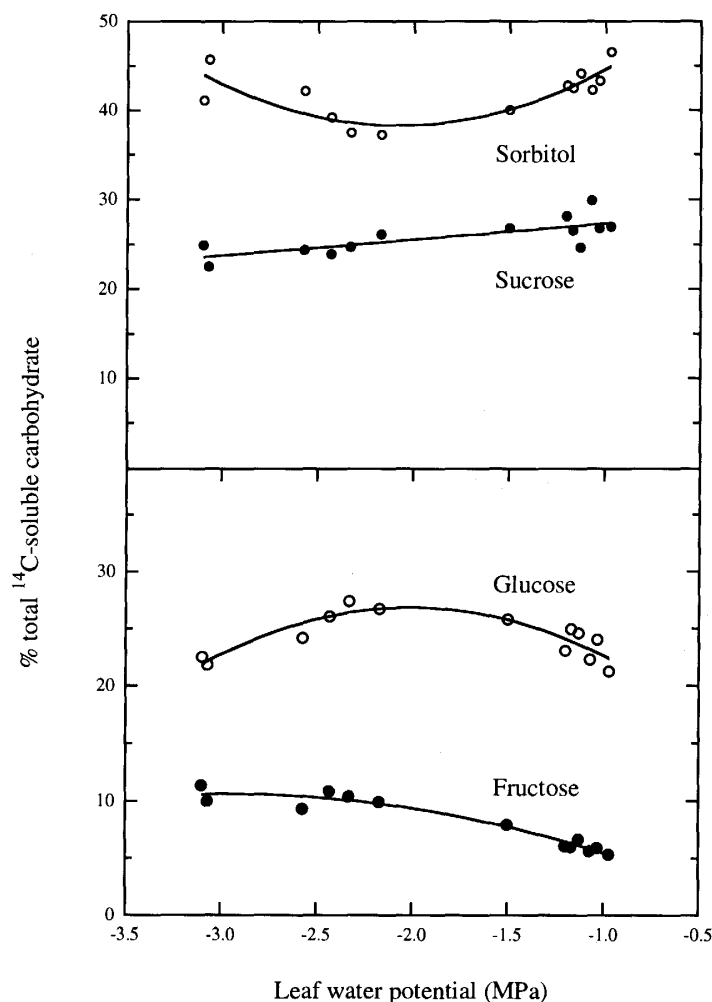 50
40
Sorbitol
30
20
Sucrose
10
% total ¹⁴C-soluble carbohydrate
30
Glucose
20
Fructose
10
0
-3.5 -3.0 -2.5 -2.0 -1.5 -1.0 -0.5
Leaf water potential (MPa)